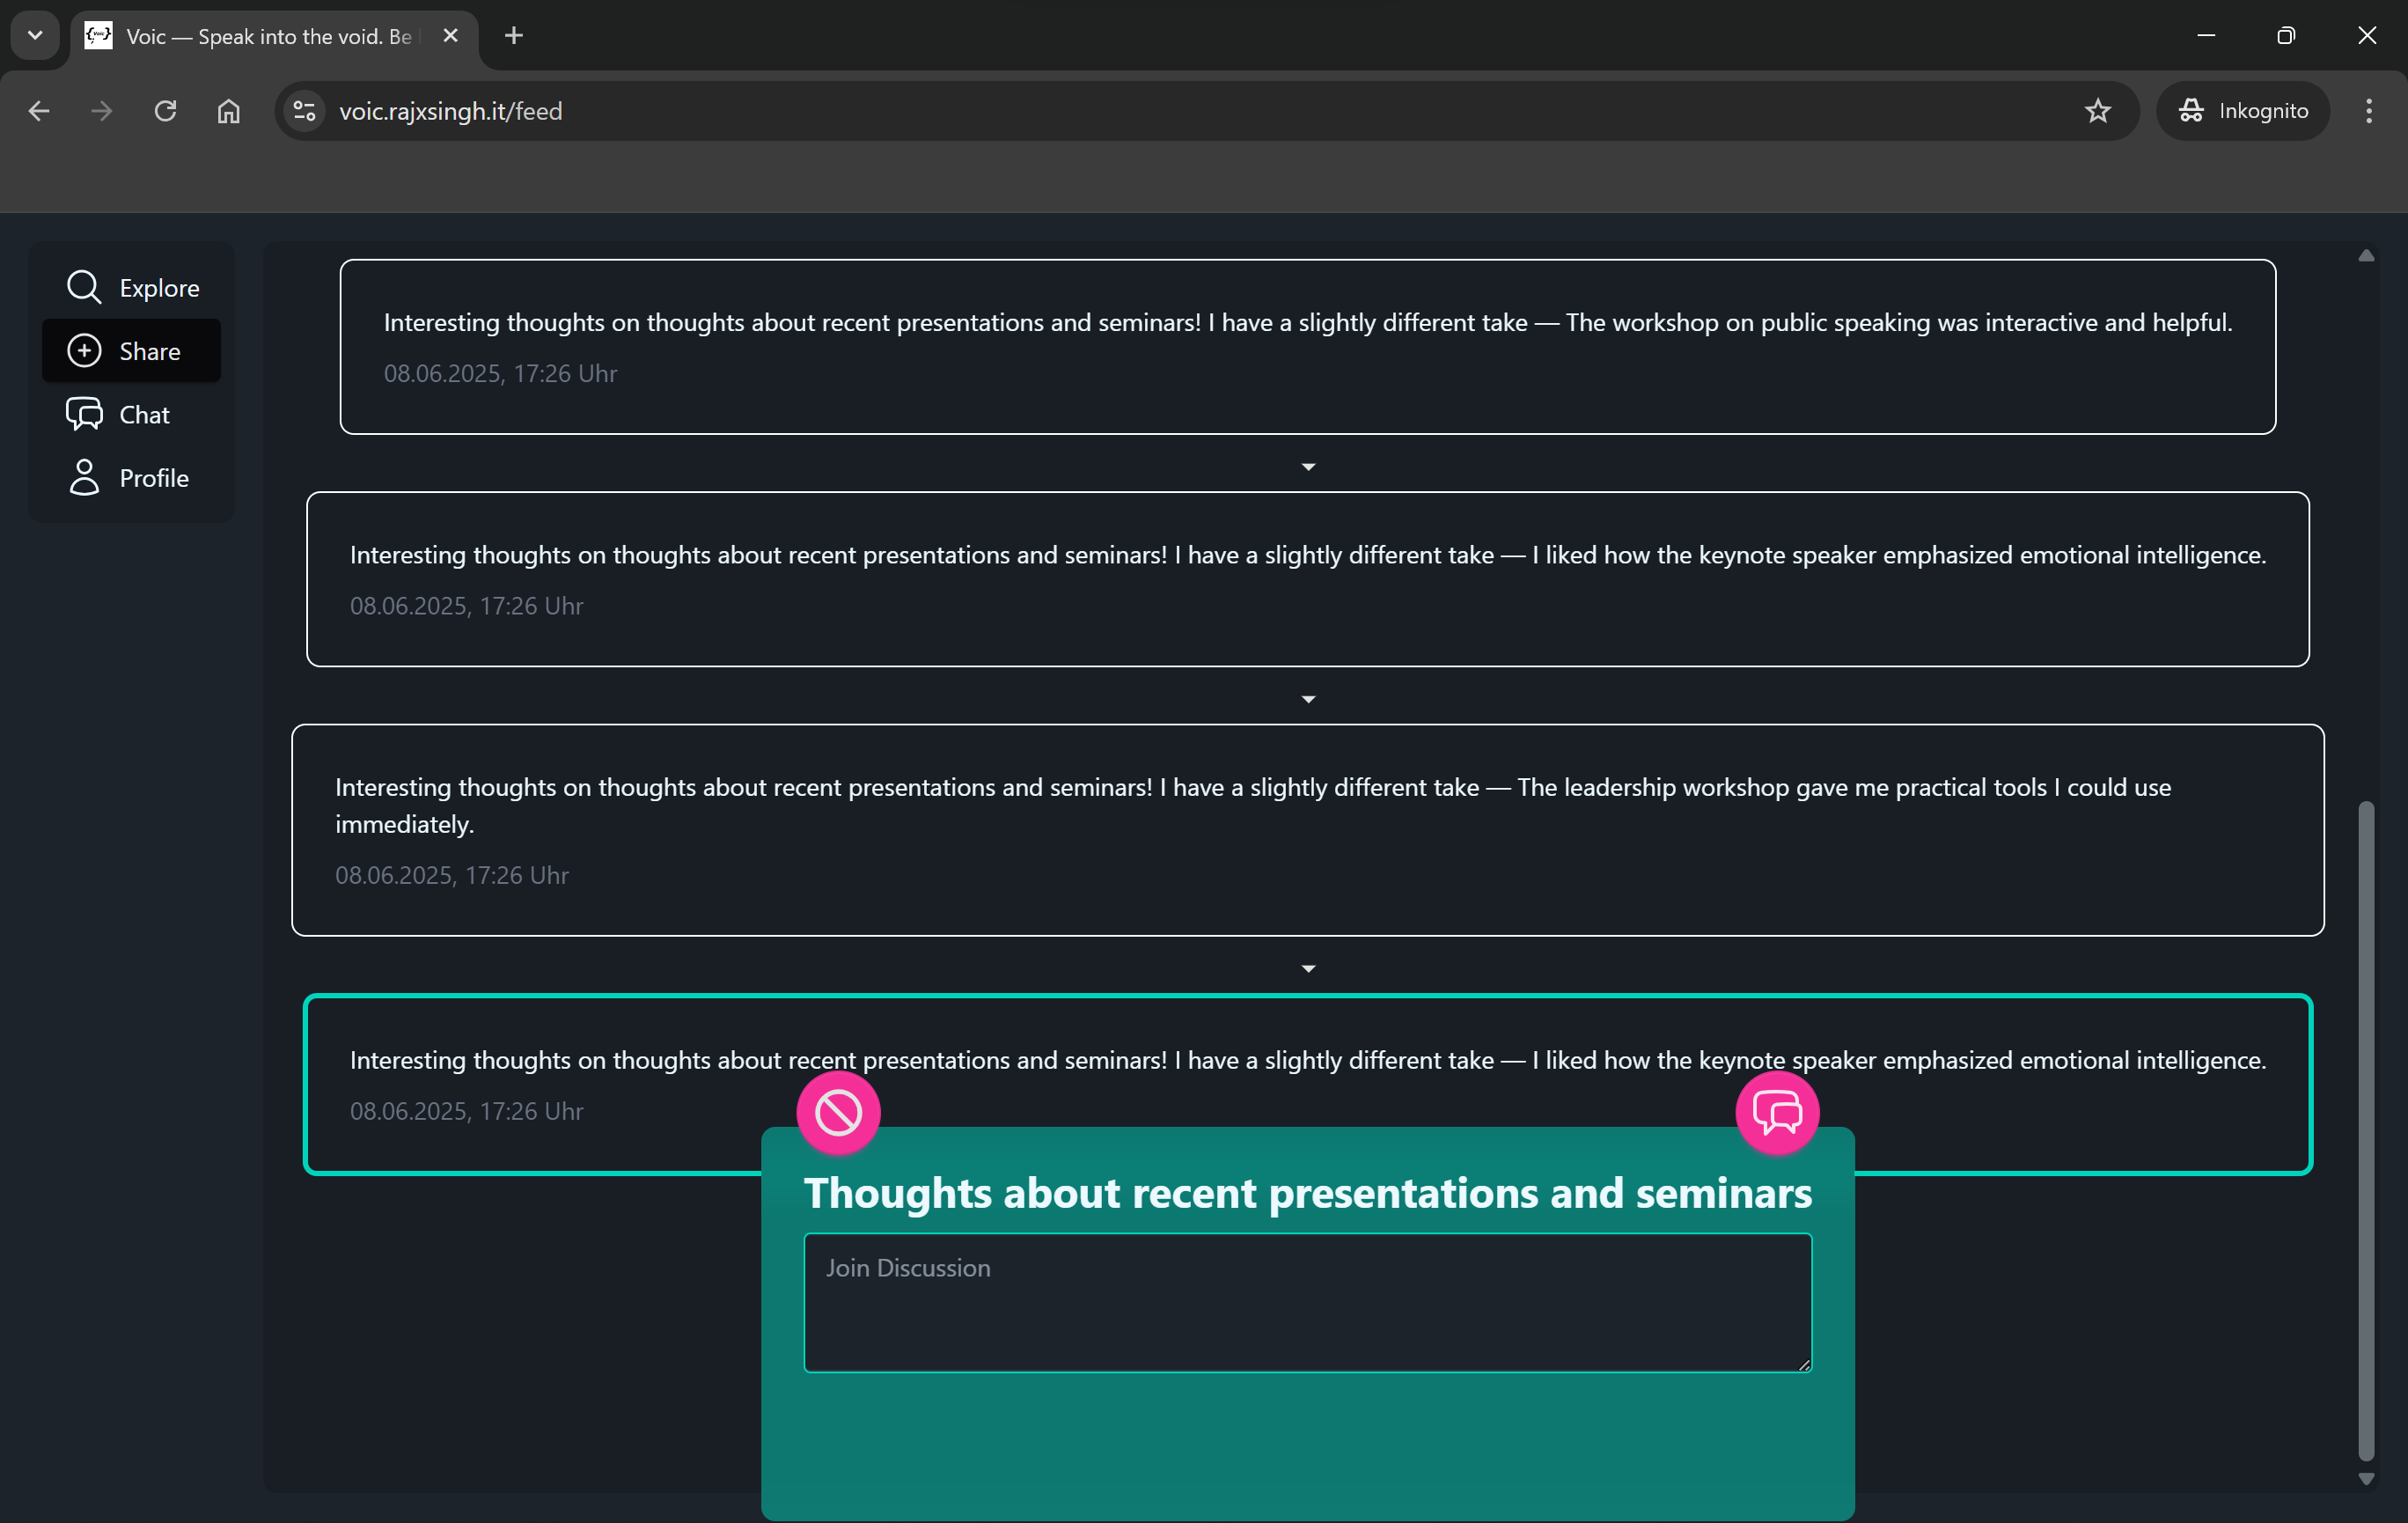 Voic — Speak into the void. Be
voic.rajxsingh.it/feed
Inkognito
Explore
Share
Chat
Profile
Interesting thoughts on thoughts about recent presentations and seminars! I have a slightly different take — The workshop on public speaking was interactive and helpful.
08.06.2025, 17:26 Uhr
Interesting thoughts on thoughts about recent presentations and seminars! I have a slightly different take — I liked how the keynote speaker emphasized emotional intelligence.
08.06.2025, 17:26 Uhr
Interesting thoughts on thoughts about recent presentations and seminars! I have a slightly different take — The leadership workshop gave me practical tools I could use
immediately.
08.06.2025, 17:26 Uhr
Interesting thoughts on thoughts about recent presentations and seminars! I have a slightly different take — I liked how the keynote speaker emphasized emotional intelligence.
08.06.2025, 17:26 Uhr
Thoughts about recent presentations and seminars
Join Discussion